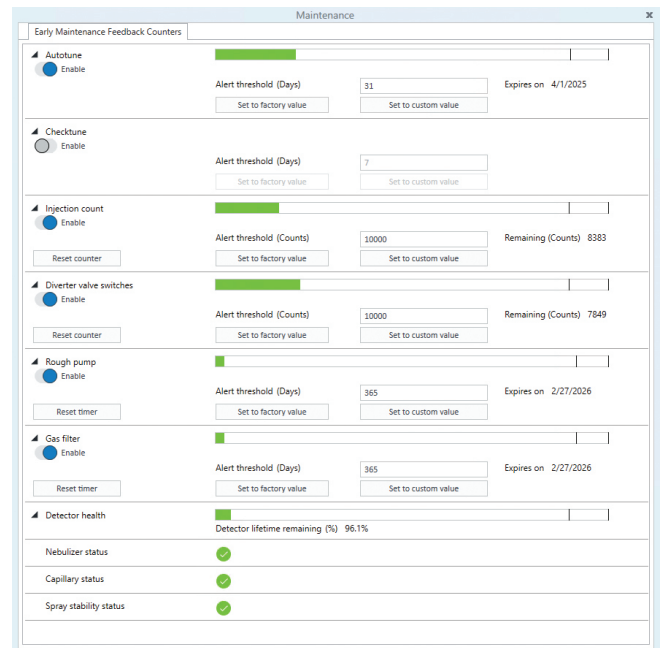 Maintenance x
Early Maintenance Feedback Counters
Autotune
Enable
Alert threshold (Days) 31 Expires on 4/1/2025
Set to factory value Set to custom value
Checktune
Enable
Alert threshold (Days) 7
Set to factory value Set to custom value
Injection count
Enable
Alert threshold (Counts) 10000 Remaining (Counts) 8383
Reset counter Set to factory value Set to custom value
Diverter valve switches
Enable
Alert threshold (Counts) 10000 Remaining (Counts) 7849
Reset counter Set to factory value Set to custom value
Rough pump
Enable
Alert threshold (Days) 365 Expires on 2/27/2026
Reset timer Set to factory value Set to custom value
Gas filter
Enable
Alert threshold (Days) 365 Expires on 2/27/2026
Reset timer Set to factory value Set to custom value
Detector health
Detector lifetime remaining (%) 96.1%
Nebulizer status
Capillary status
Spray stability status